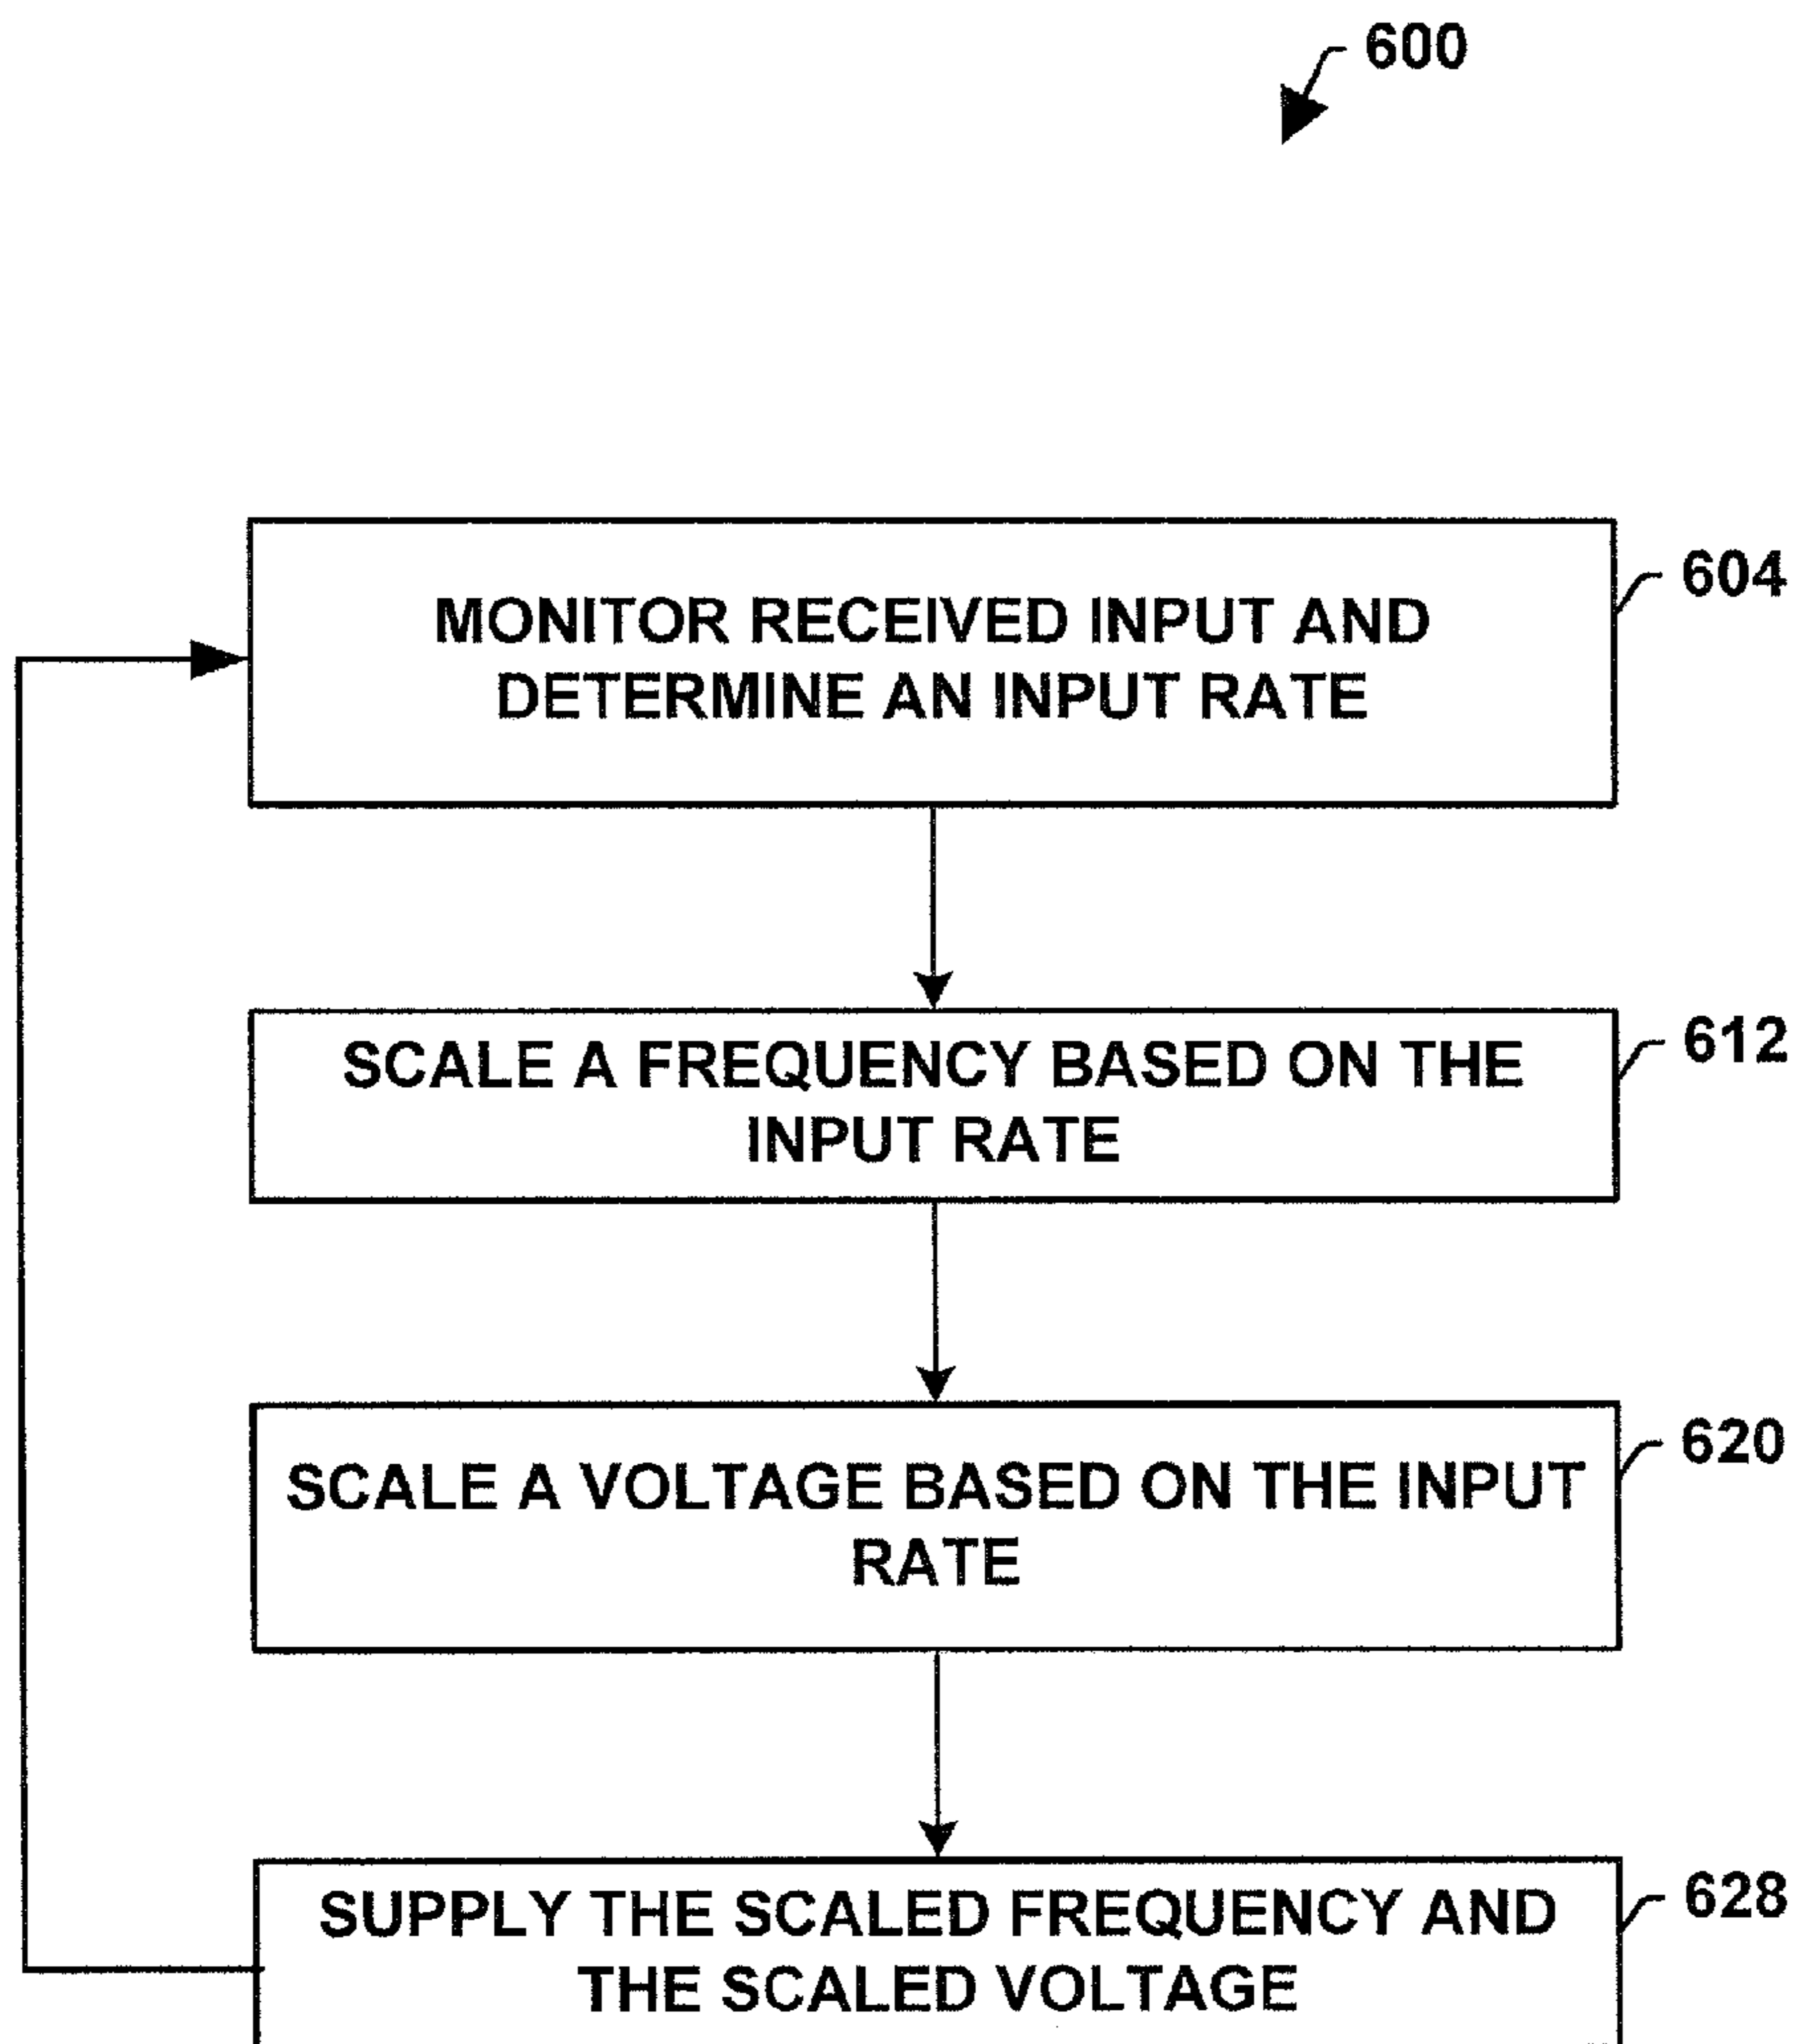 600
MONITOR RECEIVED INPUT AND
DETERMINE AN INPUT RATE
604
SCALE A FREQUENCY BASED ON THE
INPUT RATE
612
SCALE A VOLTAGE BASED ON THE INPUT
RATE
620
SUPPLY THE SCALED FREQUENCY AND
THE SCALED VOLTAGE
628